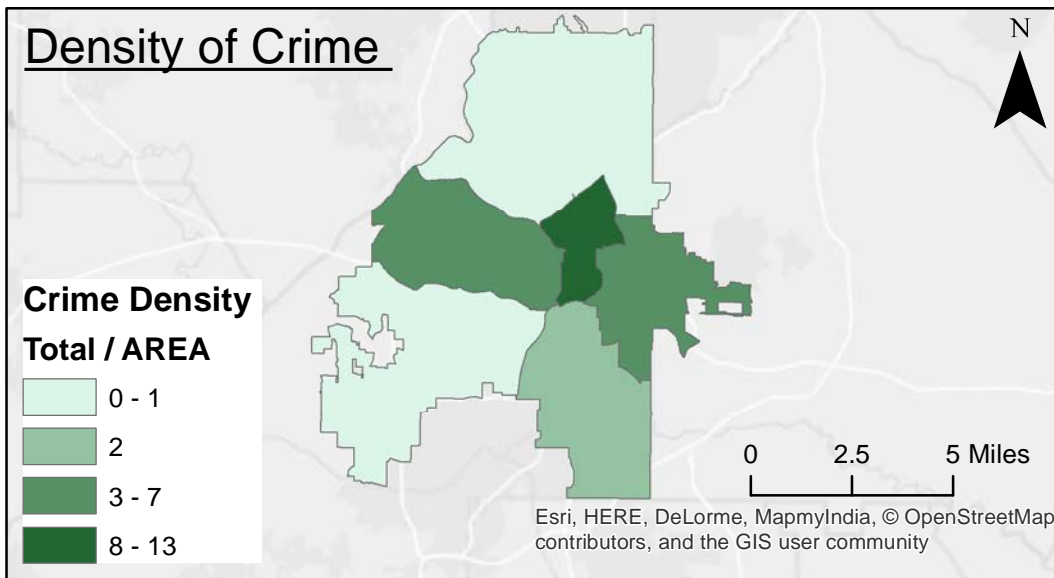 Density of Crime
N
Crime Density
Total / AREA
0 - 1
2
3 - 7
8 - 13
0 2.5 5 Miles
Esri, HERE, DeLorme, MapmyIndia, © OpenStreetMap
contributors, and the GIS user community